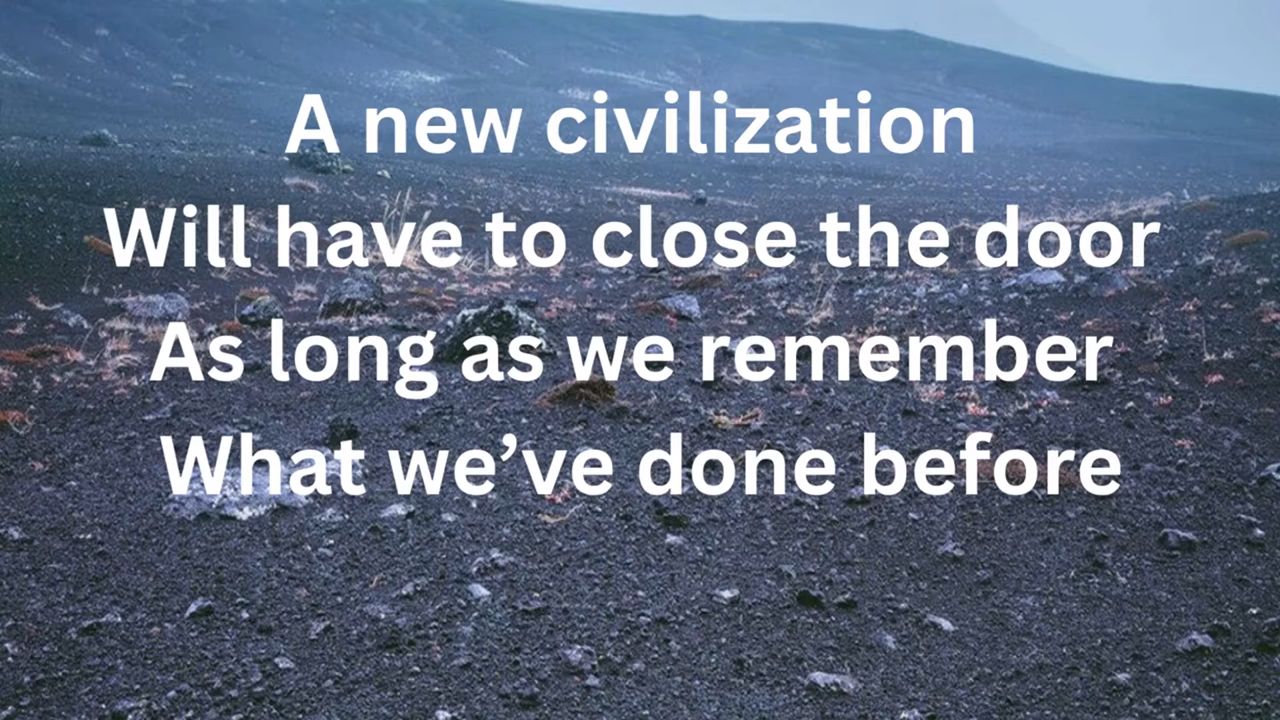 A new civilization
Will have to close the door
As long as we remember
What we’ve done before